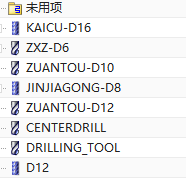 未用项
KAICU-D16
ZXZ-D6
ZUANTOU-D10
JINJIAGONG-D8
ZUANTOU-D12
CENTERDRILL
DRILLING_TOOL
D12